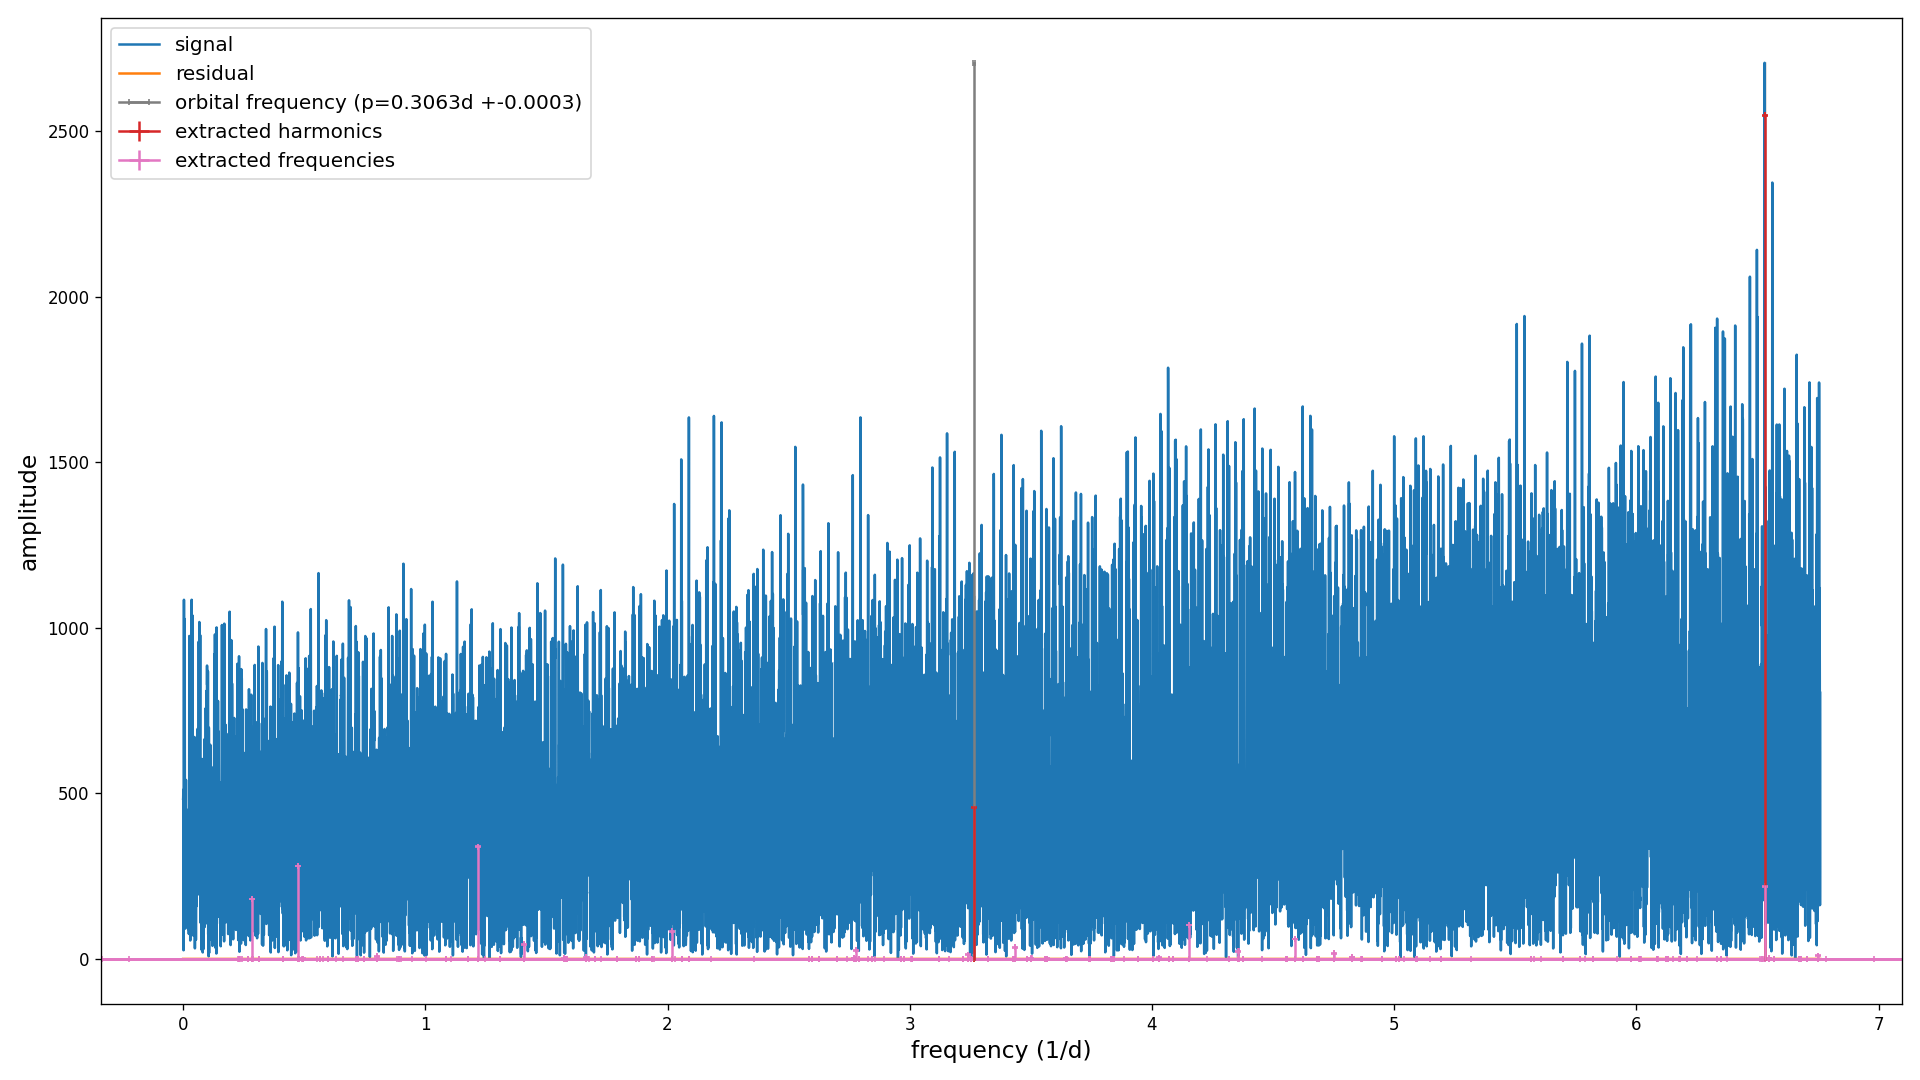 signal
residual
orbital frequency (p=0.3063d +-0.0003)
extracted harmonics
extracted frequencies
2500
2000
1500
1000
500
0
amplitude
0 1 2 3 4 5 6 7
frequency (1/d)